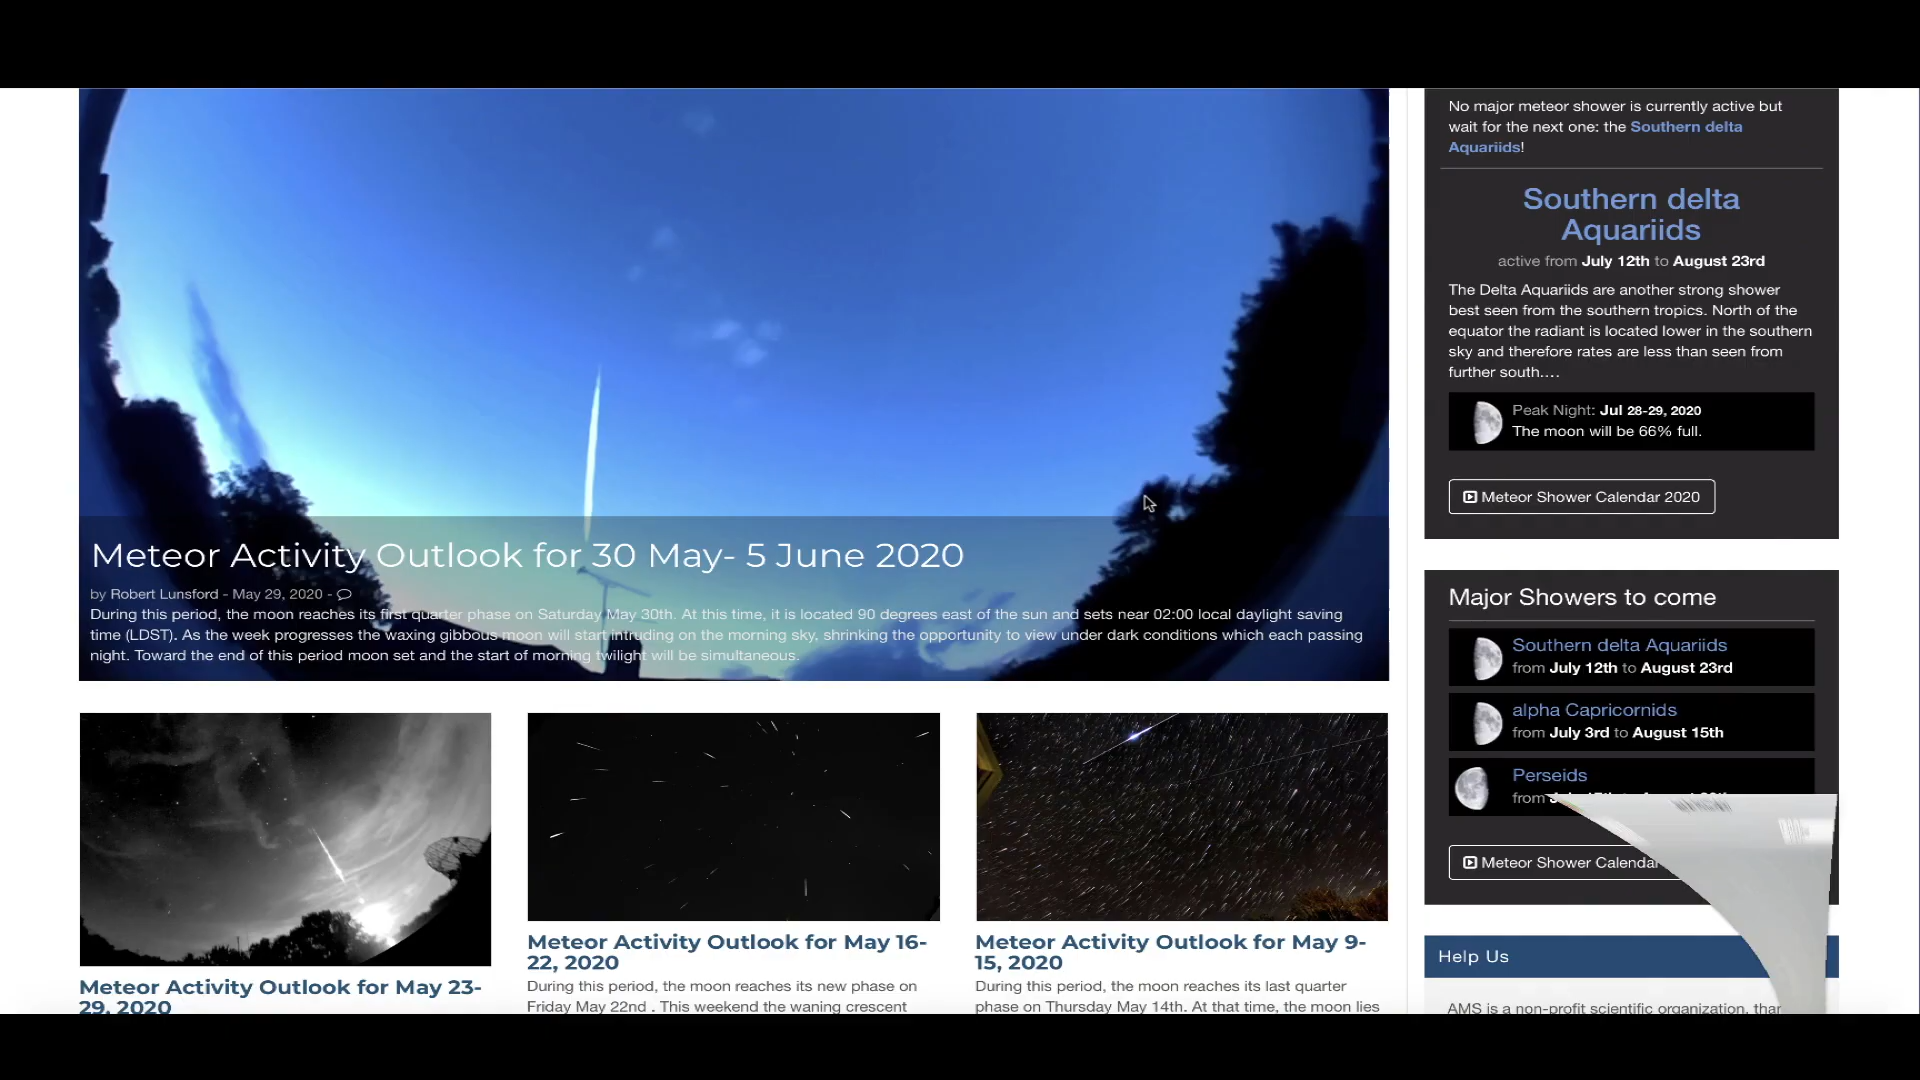 Meteor Activity Outlook for 30 May- 5 June 2020
by Robert Lunsford - May 29, 2020 -
During this period, the moon reaches its first quarter phase on Saturday May 30th. At this time, it is located 90 degrees east of the sun and sets near 02:00 local daylight saving
time (LDST). As the week progresses the waxing gibbous moon will start intruding on the morning sky, shrinking the opportunity to view under dark conditions which each passing
night. Toward the end of this period moon set and the start of morning twilight will be simultaneous.
Meteor Activity Outlook for May 23-
29, 2020
Meteor Activity Outlook for May 16-
22, 2020
During this period, the moon reaches its new phase on
Friday May 22nd . This weekend the waning crescent
Meteor Activity Outlook for May 9-
15, 2020
During this period, the moon reaches its last quarter
phase on Thursday May 14th. At that time, the moon lies
No major meteor shower is currently active but
wait for the next one: the Southern delta
Aquariids!
Southern delta
Aquariids
active from July 12th to August 23rd
The Delta Aquariids are another strong shower
best seen from the southern tropics. North of the
equator the radiant is located lower in the southern
sky and therefore rates are less than seen from
further south....
Peak Night: Jul 28-29, 2020
The moon will be 66% full.
Meteor Shower Calendar 2020
Major Showers to come
Southern delta Aquariids
from July 12th to August 23rd
alpha Capricornids
from July 3rd to August 15th
Perseids
from
Meteor Shower Calendar
Help Us
AMS is a non-profit scientific organization, that